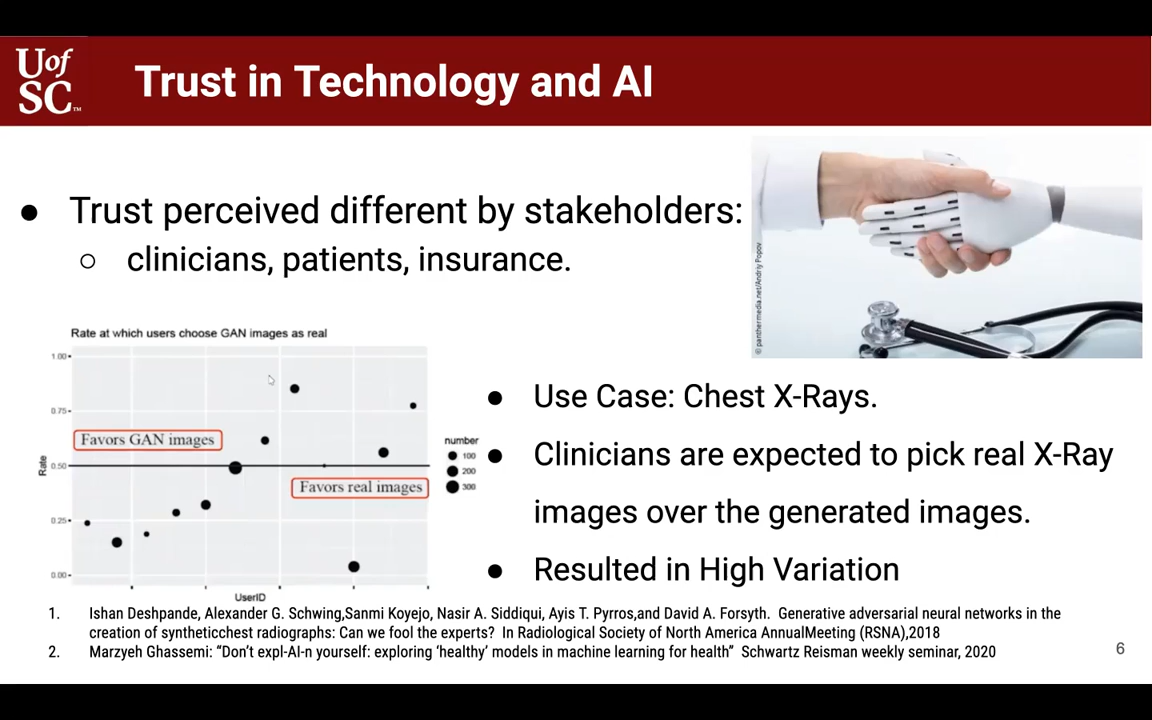 Uof
SC™
Trust in Technology and AI
● Trust perceived different by stakeholders:
○ clinicians, patients, insurance.
© panthermedia.net/Andriy Popov
Rate at which users choose GAN images as real
1.00
0.75
0.50
0.25
0.00
Rate
Favors GAN images
Favors real images
UserID
number
100
200
300
● Use Case: Chest X-Rays.
● Clinicians are expected to pick real X-Ray
images over the generated images.
● Resulted in High Variation
1. Ishan Deshpande, Alexander G. Schwing,Sanmi Koyejo, Nasir A. Siddiqui, Ayis T. Pyrros,and David A. Forsyth. Generative adversarial neural networks in the
creation of syntheticchest radiographs: Can we fool the experts? In Radiological Society of North America AnnualMeeting (RSNA),2018
2. Marzyeh Ghassemi: “Don’t expl-AI-n yourself: exploring ‘healthy’ models in machine learning for health” Schwartz Reisman weekly seminar, 2020
6